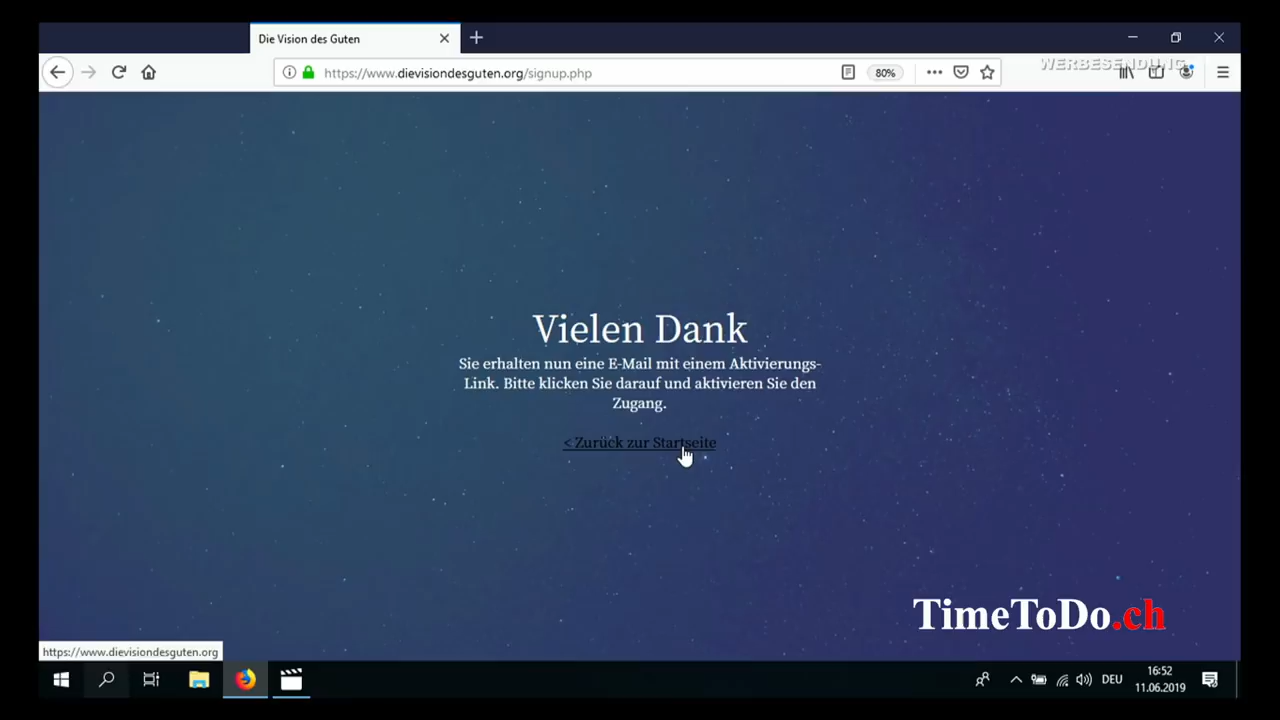 Die Vision des Guten
https://www.dievisiondesguten.org/signup.php
80%
WERBESENDUNG
Vielen Dank
Sie erhalten nun eine E-Mail mit einem Aktivierungs-
Link. Bitte klicken Sie darauf und aktivieren Sie den
Zugang.
< Zurück zur Startseite
TimeToDo.ch
https://www.dievisiondesguten.org
DEU
16:52
11.06.2019